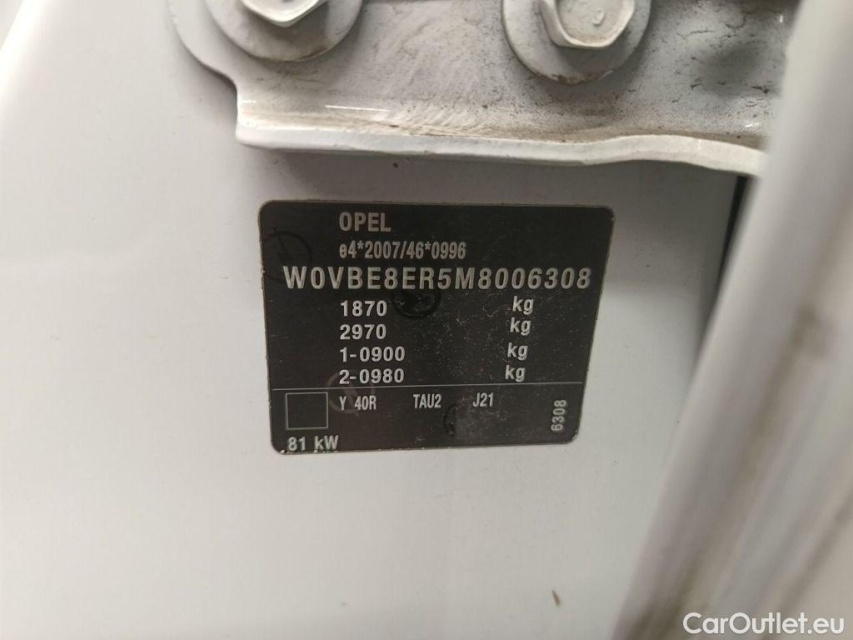 OPEL
e4*2007/46*0996
W0VBE8ER5M8006308
1870 kg
2970 kg
1-0900 kg
2-0980 kg
Y 40R TAU2 J21
6308
81 kW
CarOutlet.eu